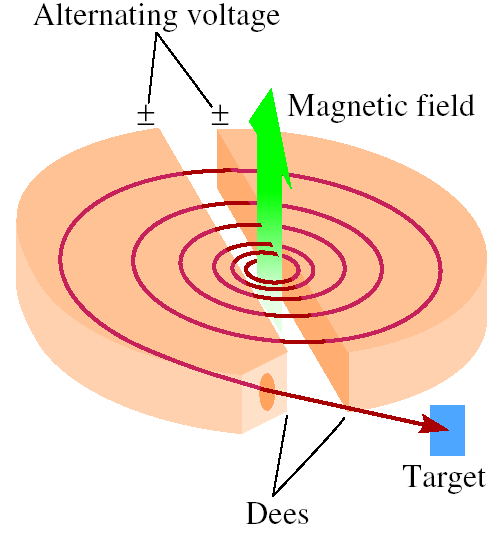 Alternating voltage
± ±
Magnetic field
Target
Dees